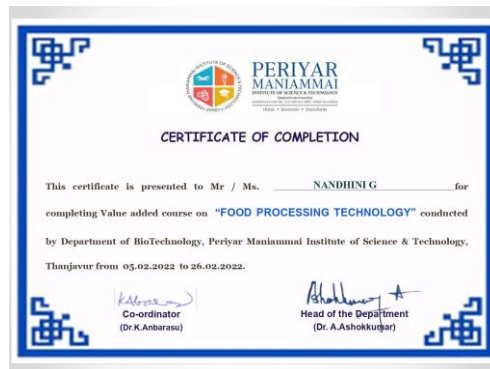 PERIYAR
MANIAMMAI
INSTITUTE OF SCIENCE & TECHNOLOGY
CERTIFICATE OF COMPLETION
This certificate is presented to Mr / Ms. NANDHINI G for
completing Value added course on “FOOD PROCESSING TECHNOLOGY” conducted
by Department of BioTechnology, Periyar Maniammai Institute of Science & Technology,
Thanjavur from 05.02.2022 to 26.02.2022.
Co-ordinator
(Dr.K.Anbarasu)
Head of the Department
(Dr. A.Ashokkumar)